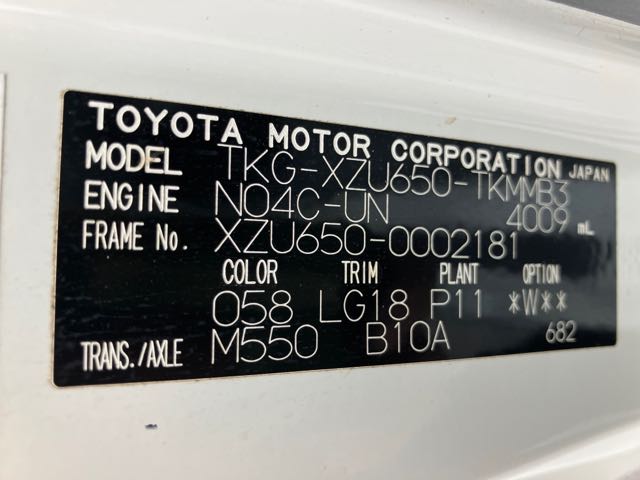 TOYOTA MOTOR CORPORATION JAPAN
MODEL TKG-XZU650-TKMMB3
ENGINE N04C-UN 4009 mL
FRAME No. XZU650-0002181
COLOR TRIM PLANT OPTION
058 LG18 P11 *W**
TRANS./AXLE M550 B10A 682